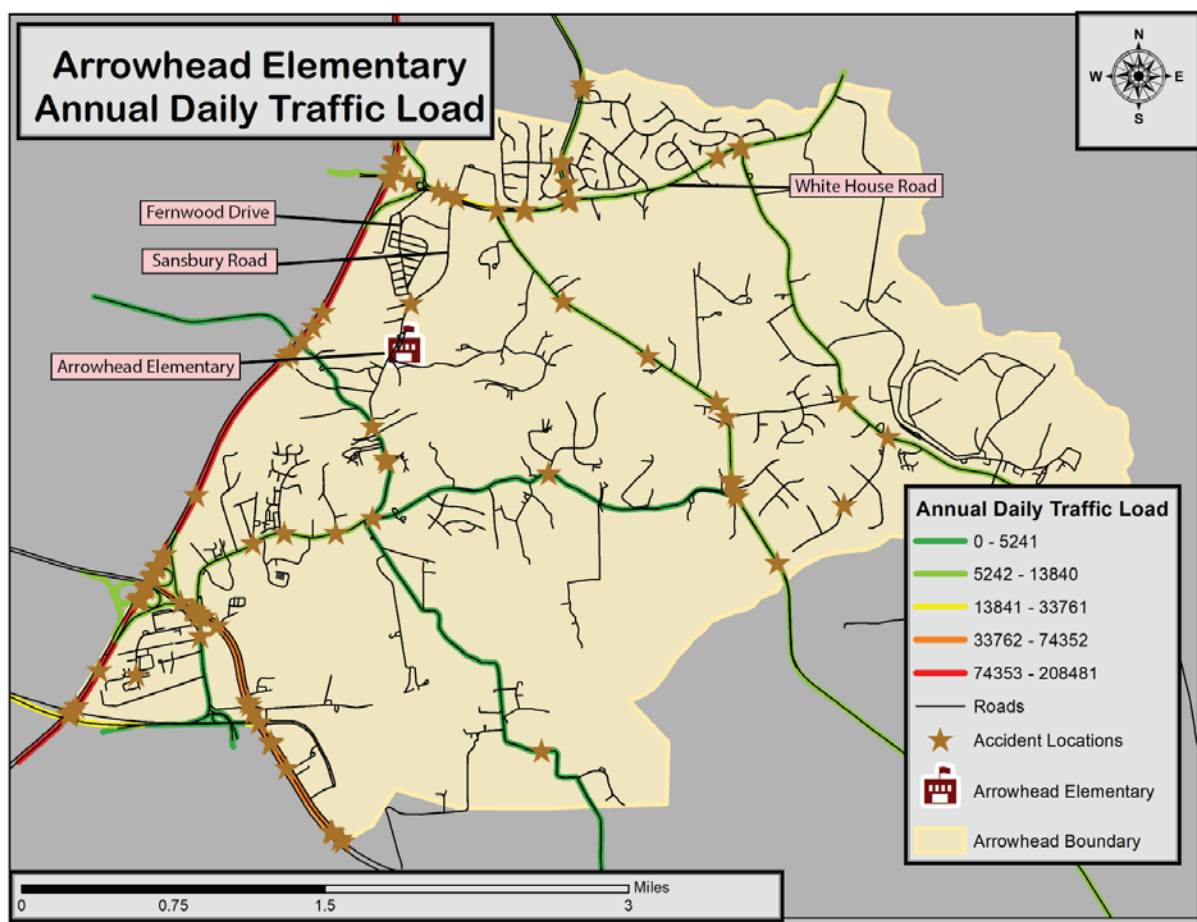 Arrowhead Elementary
Annual Daily Traffic Load
N
W
E
S
White House Road
Fernwood Drive
Sansbury Road
Arrowhead Elementary
Annual Daily Traffic Load
0 - 5241
5242 - 13840
13841 - 33761
33762 - 74352
74353 - 208481
Roads
Accident Locations
Arrowhead Elementary
Arrowhead Boundary
Miles
0
0.75
1.5
3